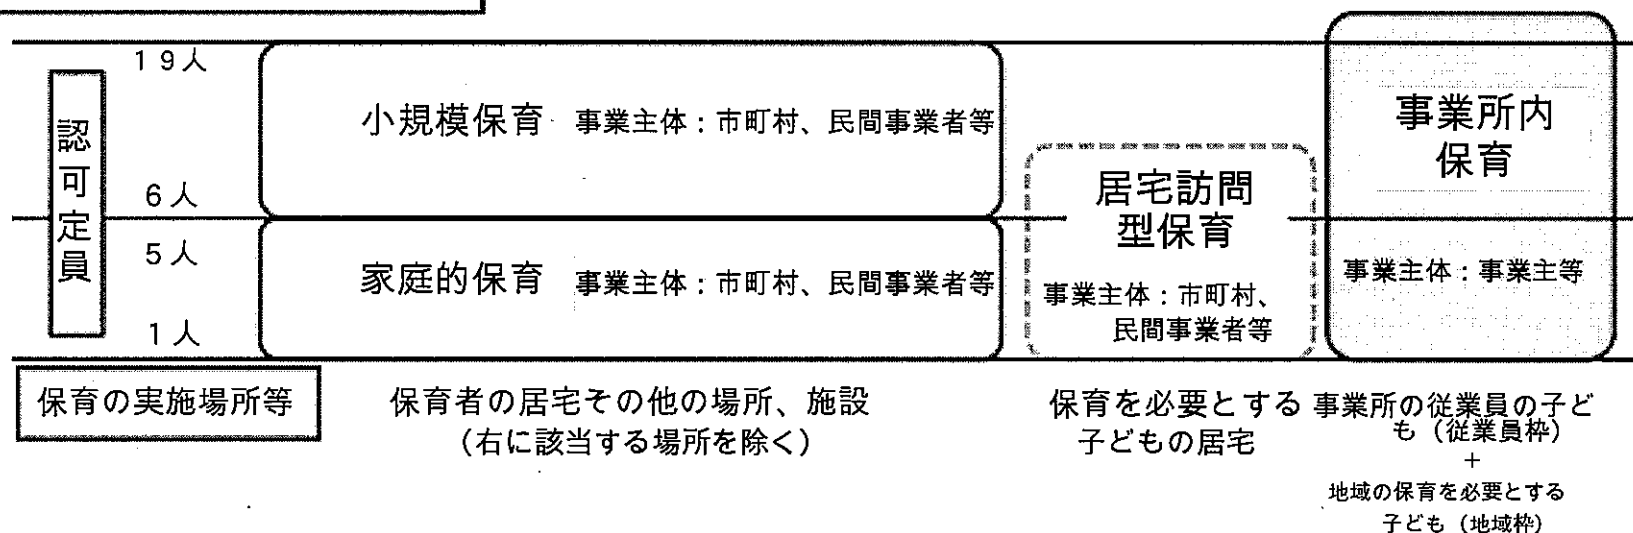 認可定員
19人
6人
5人
1人
小規模保育 事業主体：市町村、民間事業者等
家庭的保育 事業主体：市町村、民間事業者等
居宅訪問
型保育
事業主体：市町村、
民間事業者等
事業所内
保育
事業主体：事業主等
保育の実施場所等
保育者の居宅その他の場所、施設
（右に該当する場所を除く）
保育を必要とする
子どもの居宅
事業所の従業員の子ど
も（従業員枠）
+
地域の保育を必要とする
子ども（地域枠）